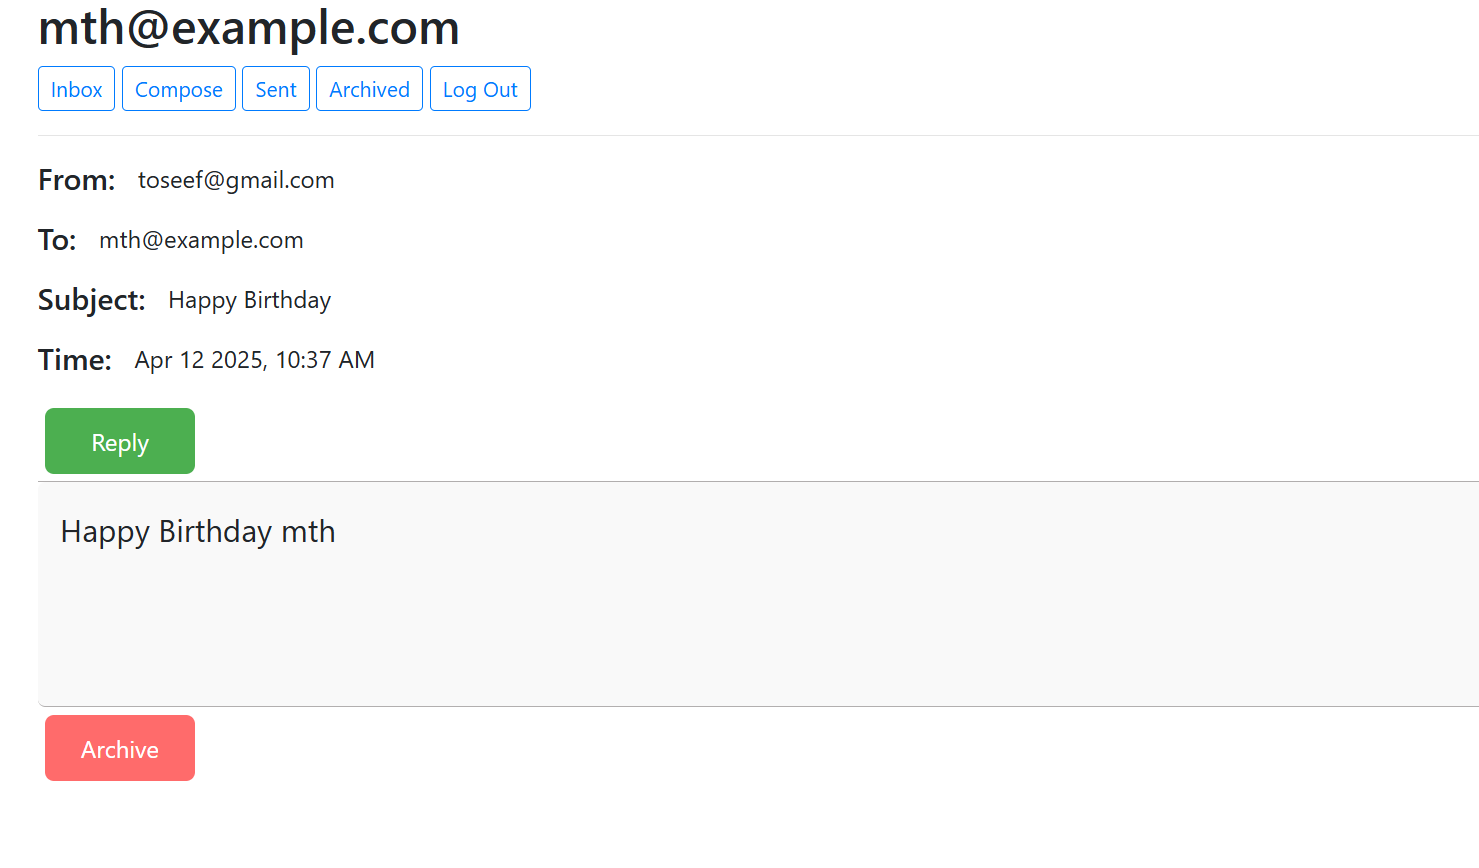 mth@example.com
Inbox Compose Sent Archived Log Out
From: toseef@gmail.com
To: mth@example.com
Subject: Happy Birthday
Time: Apr 12 2025, 10:37 AM
Reply
Happy Birthday mth
Archive